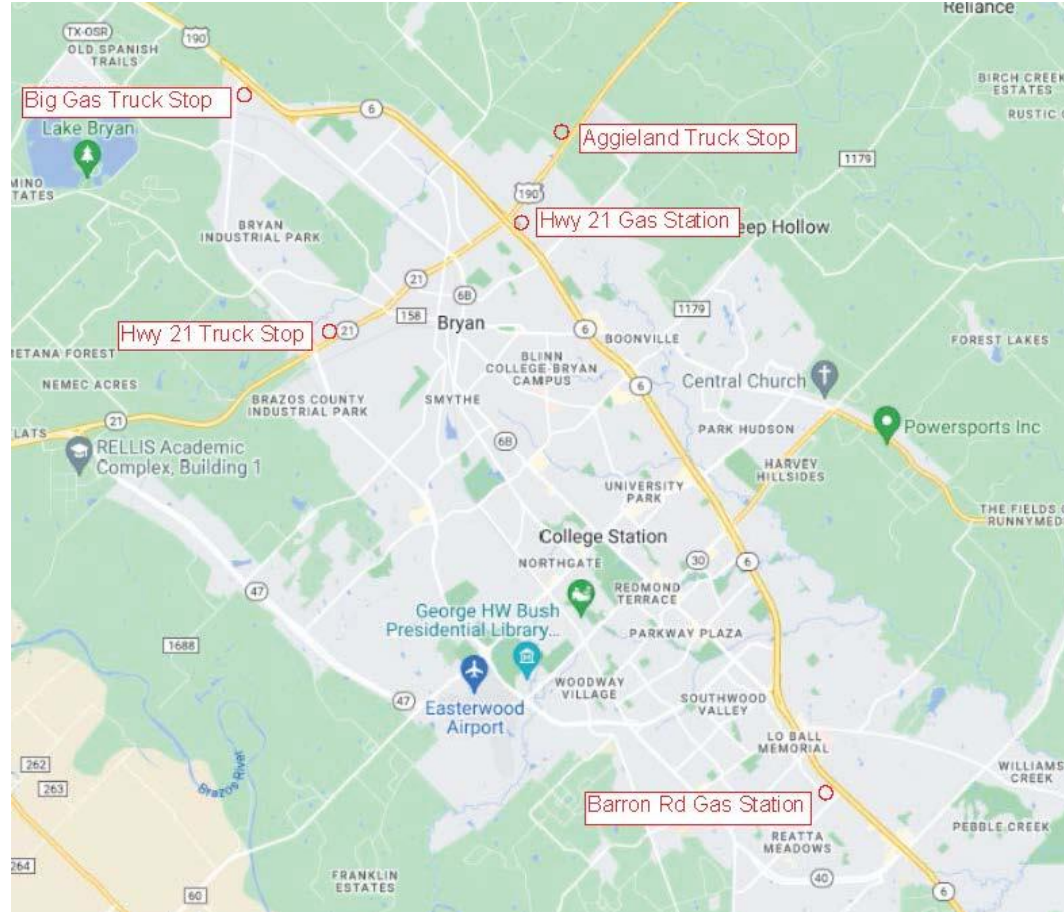 Reliance
TX-OSR
190
OLD SPANISH
TRAILS
BIRCH CREEK
ESTATES
Big Gas Truck Stop
6
RUSTIC
Lake Bryan
Aggieland Truck Stop
1179
MINO
TATES
190
BRYAN
INDUSTRIAL PARK
Hwy 21 Gas Station
eep Hollow
21
6B
1179
158
Hwy 21 Truck Stop
21
Bryan
6
BOONVILLE
FOREST LAKES
METANA FOREST
BLINN
COLLEGE-BRYAN
CAMPUS
NEMEC ACRES
6
Central Church
BRAZOS COUNTY
INDUSTRIAL PARK
SMYTHE
21
LATS
PARK HUDSON
Powersports Inc
RELLIS Academic
Complex, Building 1
6B
HARVEY
HILLSIDES
UNIVERSITY
PARK
THE FIELDS O
RUNNYMED
College Station
NORTHGATE
30
6
47
REDMOND
TERRACE
George HW Bush
Presidential Library...
PARKWAY PLAZA
1688
WOODWAY
VILLAGE
47
SOUTHWOOD
VALLEY
Easterwood
Airport
LO BALL
MEMORIAL
262
WILLIAMS
CREEK
263
Brazos River
Barron Rd Gas Station
PEBBLE CREEK
REATTA
MEADOWS
264
FRANKLIN
ESTATES
40
60
6